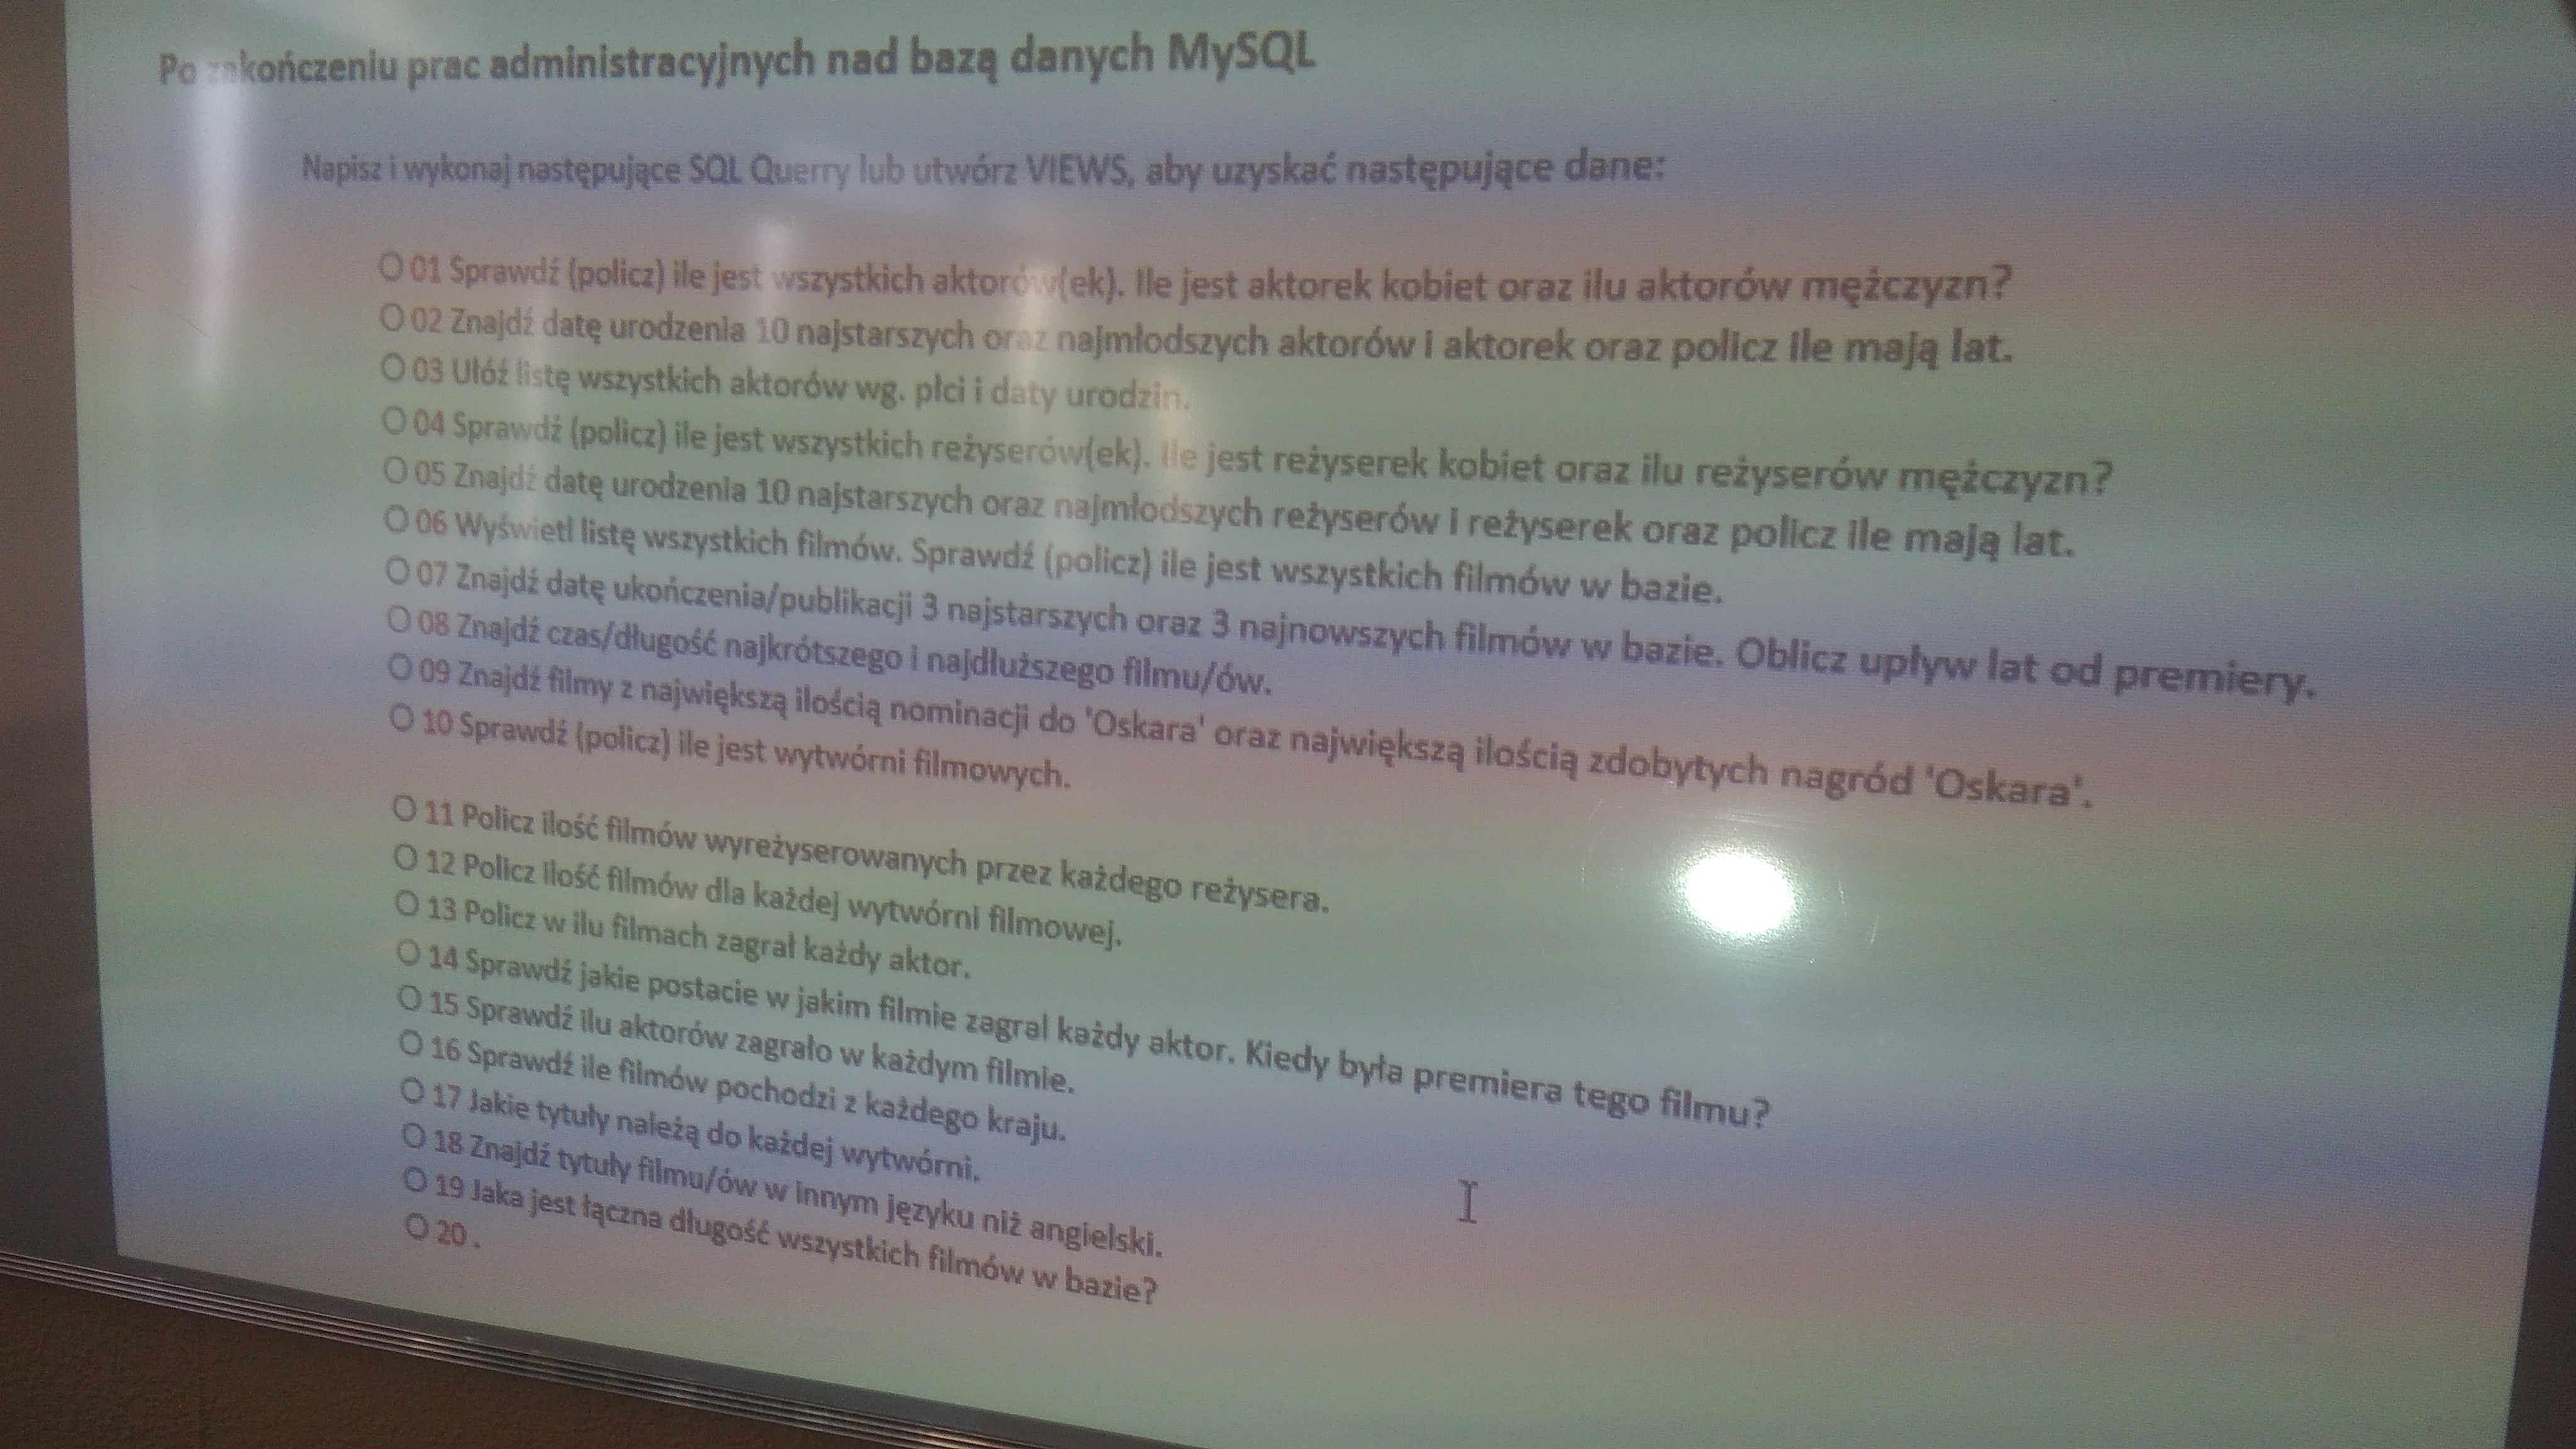 Po zakończeniu prac administracyjnych nad bazą danych MySQL
Napisz i wykonaj następujące SQL Querry lub utwórz VIEWS, aby uzyskać następujące dane:
O 01 Sprawdź (policz) ile jest wszystkich aktorów(ek). Ile jest aktorek kobiet oraz ilu aktorów mężczyzn?
O 02 Znajdź datę urodzenia 10 najstarszych oraz najmłodszych aktorów i aktorek oraz policz ile mają lat.
O 03 Ułóź listę wszystkich aktorów wg. płci i daty urodzin.
O 04 Sprawdź (policz) ile jest wszystkich reżyserów(ek). Ile jest reżyserek kobiet oraz ilu reżyserów mężczyzn?
O 05 Znajdź datę urodzenia 10 najstarszych oraz najmłodszych reżyserów i reżyserek oraz policz ile mają lat.
O 06 Wyświetl listę wszystkich filmów. Sprawdź (policz) ile jest wszystkich filmów w bazie.
O 07 Znajdź datę ukończenia/publikacji 3 najstarszych oraz 3 najnowszych filmów w bazie. Oblicz upływ lat od premiery.
O 08 Znajdź czas/długość najkrótszego i najdłuższego filmu/ów.
O 09 Znajdź filmy z największą ilością nominacji do 'Oskara' oraz największą ilością zdobytych nagród 'Oskara'.
O 10 Sprawdź (policz) ile jest wytwórni filmowych.
O 11 Policz ilość filmów wyreżyserowanych przez każdego reżysera.
O 12 Policz ilość filmów dla każdej wytwórni filmowej.
O 13 Policz w ilu filmach zagrał każdy aktor.
O 14 Sprawdź jakie postacie w jakim filmie zagral każdy aktor. Kiedy była premiera tego filmu?
O 15 Sprawdź ilu aktorów zagrało w każdym filmie.
O 16 Sprawdź ile filmów pochodzi z każdego kraju.
O 17 Jakie tytuły należą do każdej wytwórni.
O 18 Znajdź tytuły filmu/ów w innym języku niż angielski.
O 19 Jaka jest łączna długość wszystkich filmów w bazie?
O 20 .